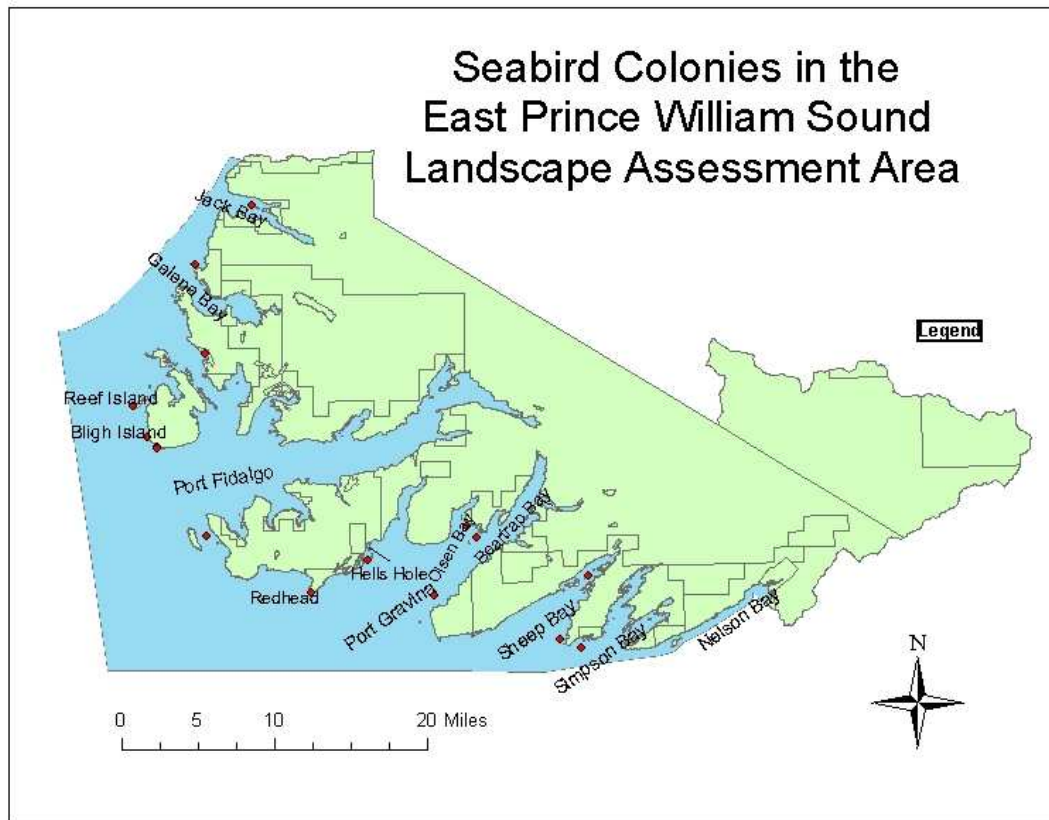 Seabird Colonies in the
East Prince William Sound
Landscape Assessment Area
Jack Bay
Galena Bay
Legend
Reef Island
Bligh Island
Port Fidalgo
Olsen Bay
Beartrap Bay
Hells Hole
Redhead
Port Gravina
Sheep Bay
Simpson Bay
Nelson Bay
N
0 5 10 20 Miles